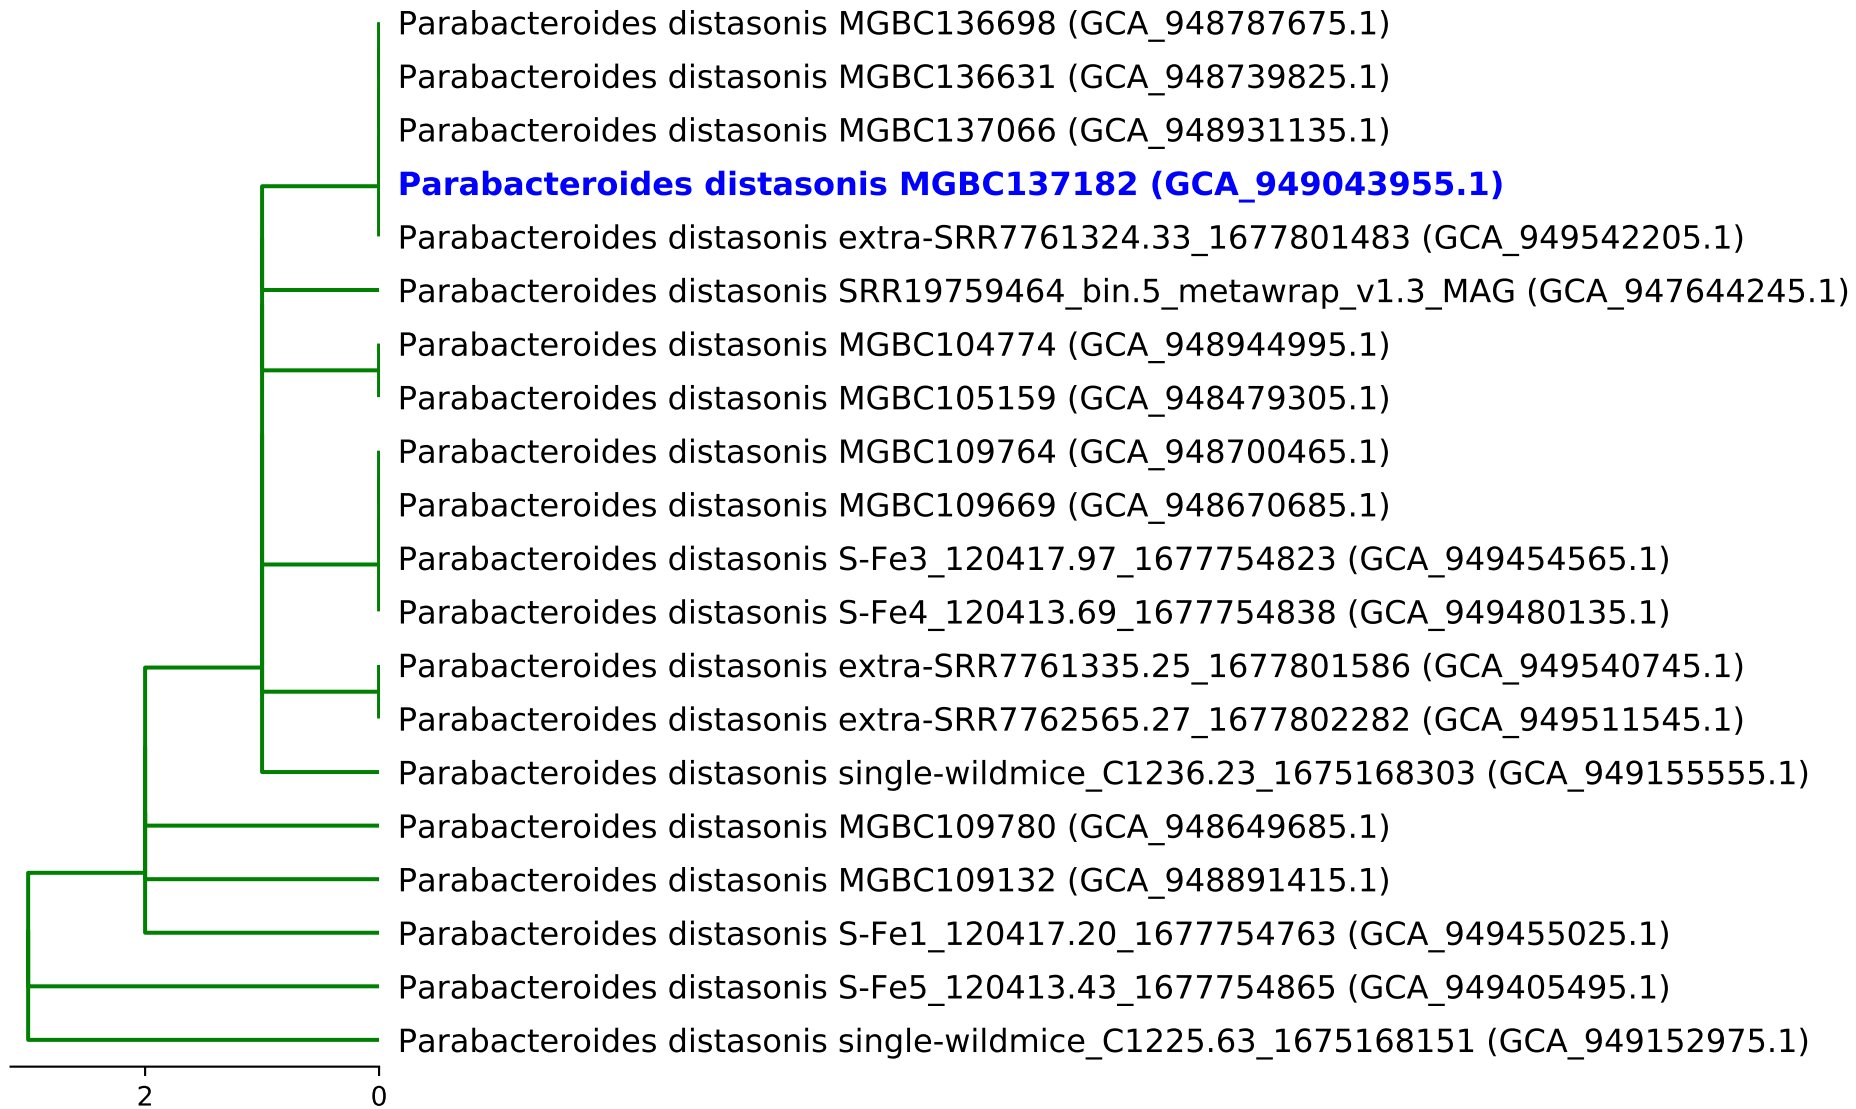 Parabacteroides distasonis MGBC136698 (GCA_948787675.1)
Parabacteroides distasonis MGBC136631 (GCA_948739825.1)
Parabacteroides distasonis MGBC137066 (GCA_948931135.1)
Parabacteroides distasonis MGBC137182 (GCA_949043955.1)
Parabacteroides distasonis extra-SRR7761324.33_1677801483 (GCA_949542205.1)
Parabacteroides distasonis SRR19759464_bin.5_metawrap_v1.3_MAG (GCA_947644245.1)
Parabacteroides distasonis MGBC104774 (GCA_948944995.1)
Parabacteroides distasonis MGBC105159 (GCA_948479305.1)
Parabacteroides distasonis MGBC109764 (GCA_948700465.1)
Parabacteroides distasonis MGBC109669 (GCA_948670685.1)
Parabacteroides distasonis S-Fe3_120417.97_1677754823 (GCA_949454565.1)
Parabacteroides distasonis S-Fe4_120413.69_1677754838 (GCA_949480135.1)
Parabacteroides distasonis extra-SRR7761335.25_1677801586 (GCA_949540745.1)
Parabacteroides distasonis extra-SRR7762565.27_1677802282 (GCA_949511545.1)
Parabacteroides distasonis single-wildmice_C1236.23_1675168303 (GCA_949155555.1)
Parabacteroides distasonis MGBC109780 (GCA_948649685.1)
Parabacteroides distasonis MGBC109132 (GCA_948891415.1)
Parabacteroides distasonis S-Fe1_120417.20_1677754763 (GCA_949455025.1)
Parabacteroides distasonis S-Fe5_120413.43_1677754865 (GCA_949405495.1)
Parabacteroides distasonis single-wildmice_C1225.63_1675168151 (GCA_949152975.1)
2 0